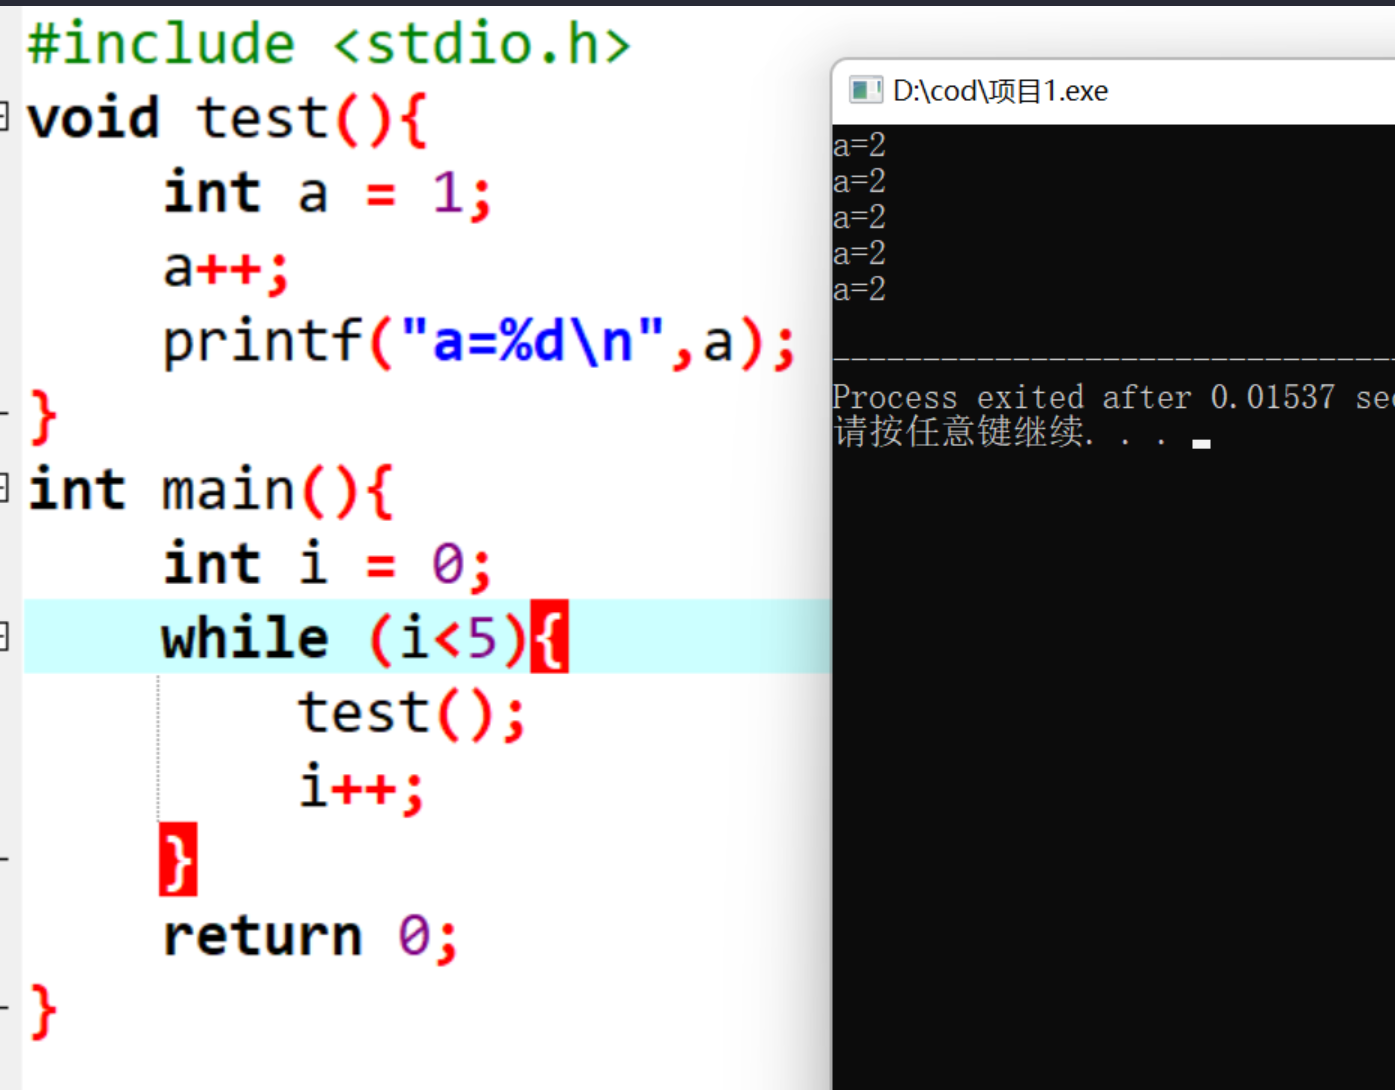 #include <stdio.h>
void test(){
    int a = 1;
    a++;
    printf("a=%d\n",a);
}
int main(){
    int i = 0;
    while (i<5){
        test();
        i++;
    }
    return 0;
}
D:\cod\项目1.exe
a=2
a=2
a=2
a=2
a=2
--------------------------------
Process exited after 0.01537 sec
请按任意键继续. . .